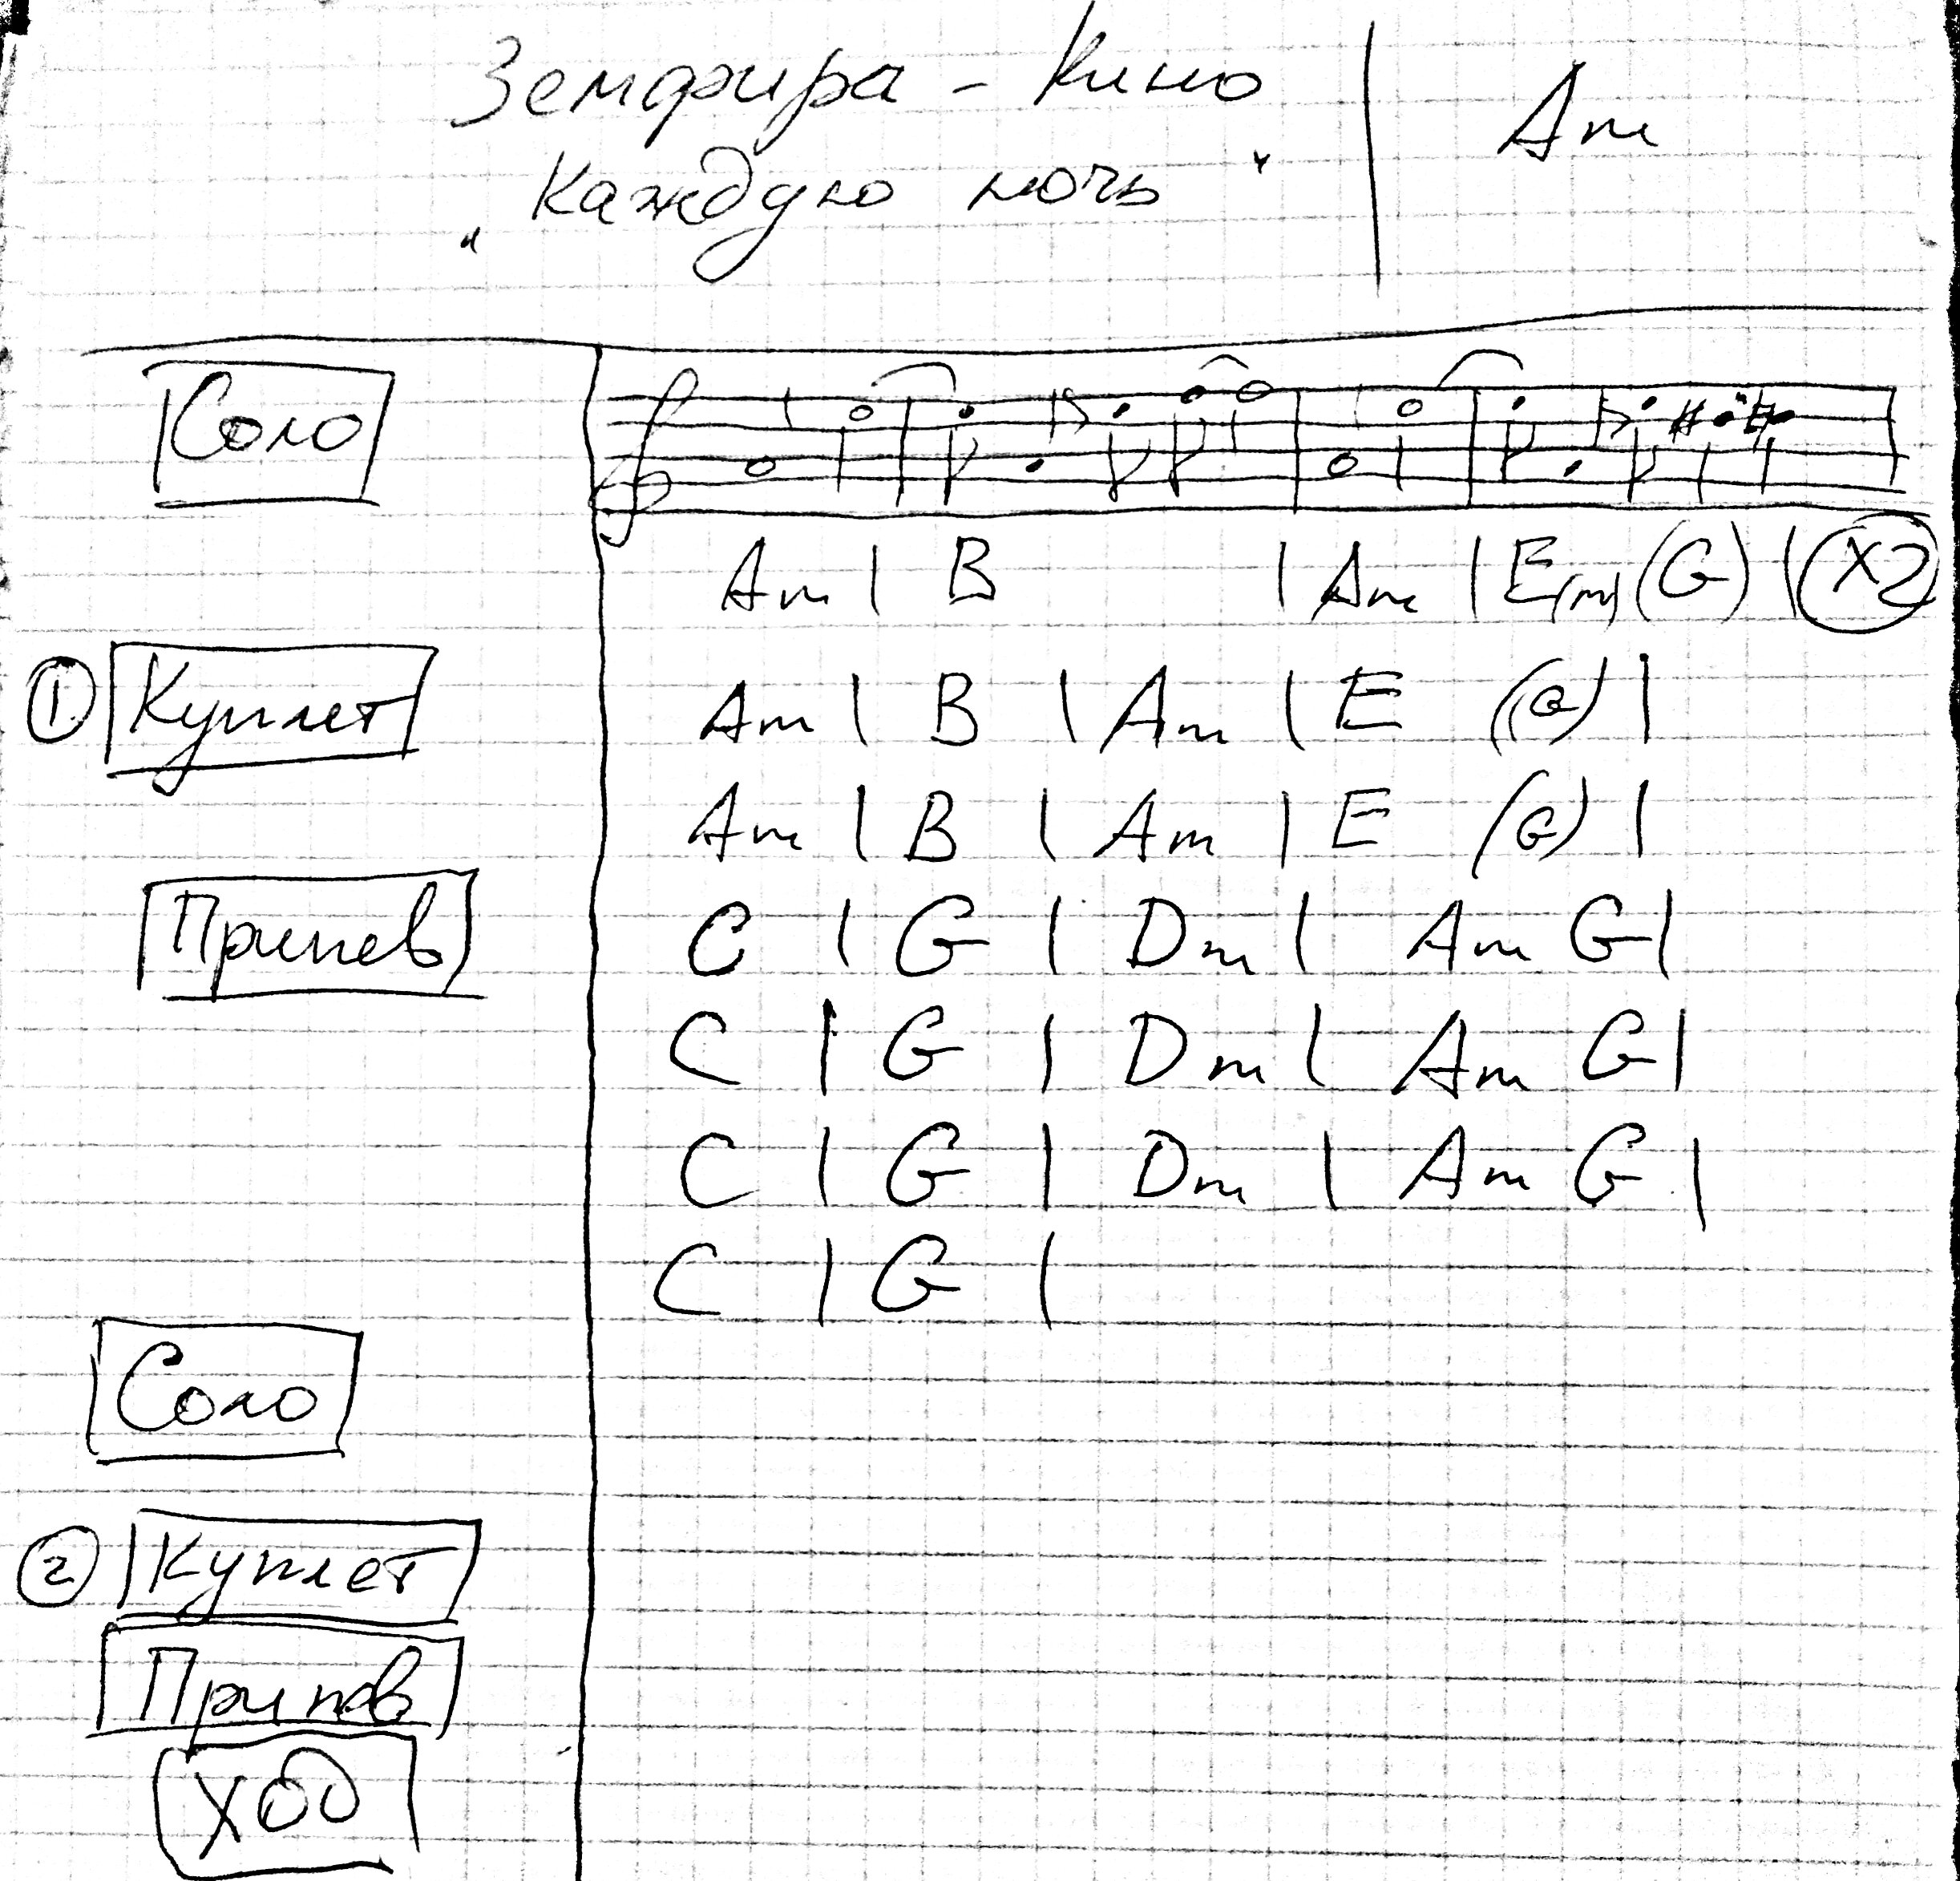 Земфира - Кино | Am
„Каждую ночь"
Соло
Am | B | Am | E(m) (G) | X2
① Куплет Am | B | Am | E (G) |
Am | B | Am | E (G) |
Припев C | G | Dm | Am G |
C | G | Dm | Am G |
C | G | Dm | Am G |
C | G |
Соло
② Куплет
Припев
Ход